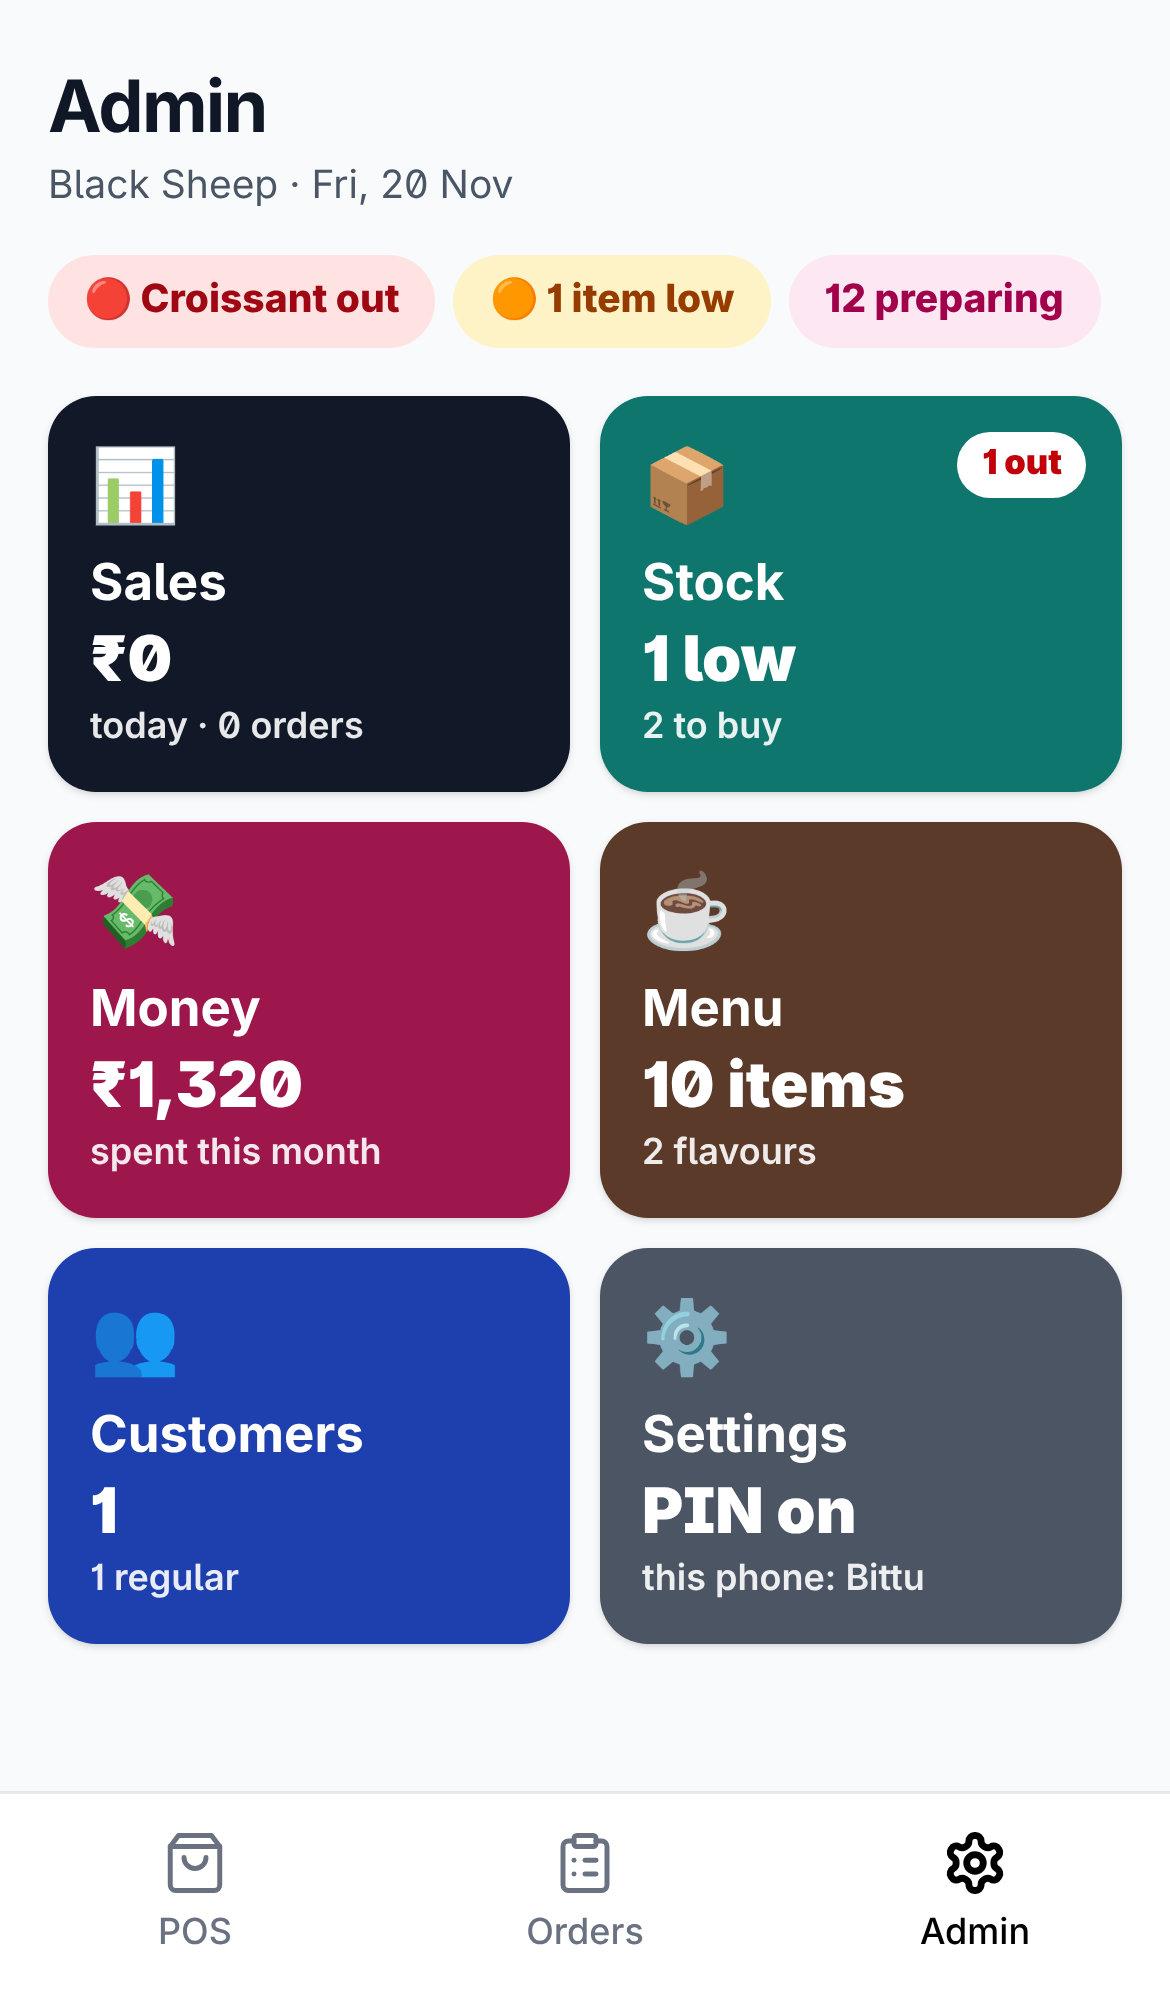 Admin
Black Sheep · Fri, 20 Nov
Croissant out
1 item low
12 preparing
Sales
₹0
today · 0 orders
1 out
Stock
1 low
2 to buy
Money
₹1,320
spent this month
Menu
10 items
2 flavours
Customers
1
1 regular
Settings
PIN on
this phone: Bittu
POS
Orders
Admin